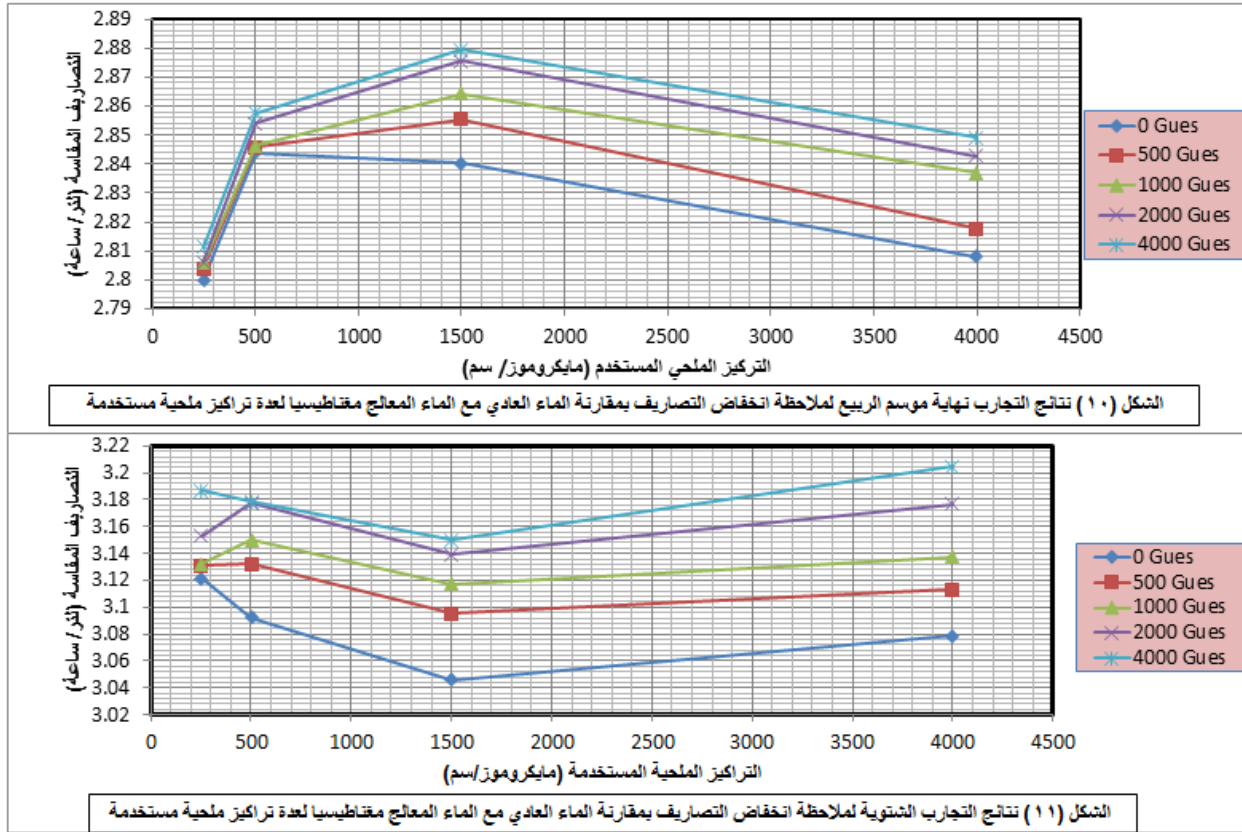 2.89
2.88
2.87
2.86
2.85
2.84
2.83
2.82
2.81
2.8
2.79
التصاريف المقاسة (لتر/ ساعة)
0 500 1000 1500 2000 2500 3000 3500 4000 4500
التركيز الملحي المستخدم (مايكروموز/ سم)
0 Gues
500 Gues
1000 Gues
2000 Gues
4000 Gues
الشكل (١٠) نتائج التجارب نهاية موسم الربيع لملاحظة انخفاض التصاريف بمقارنة الماء العادي مع الماء المعالج مغناطيسيا لعدة تراكيز ملحية مستخدمة
3.22
3.2
3.18
3.16
3.14
3.12
3.1
3.08
3.06
3.04
3.02
التصاريف المقاسة (لتر/ ساعة)
0 500 1000 1500 2000 2500 3000 3500 4000 4500
التراكيز الملحية المستخدمة (مايكروموز/سم)
0 Gues
500 Gues
1000 Gues
2000 Gues
4000 Gues
الشكل (١١) نتائج التجارب الشتوية لملاحظة انخفاض التصاريف بمقارنة الماء العادي مع الماء المعالج مغناطيسيا لعدة تراكيز ملحية مستخدمة